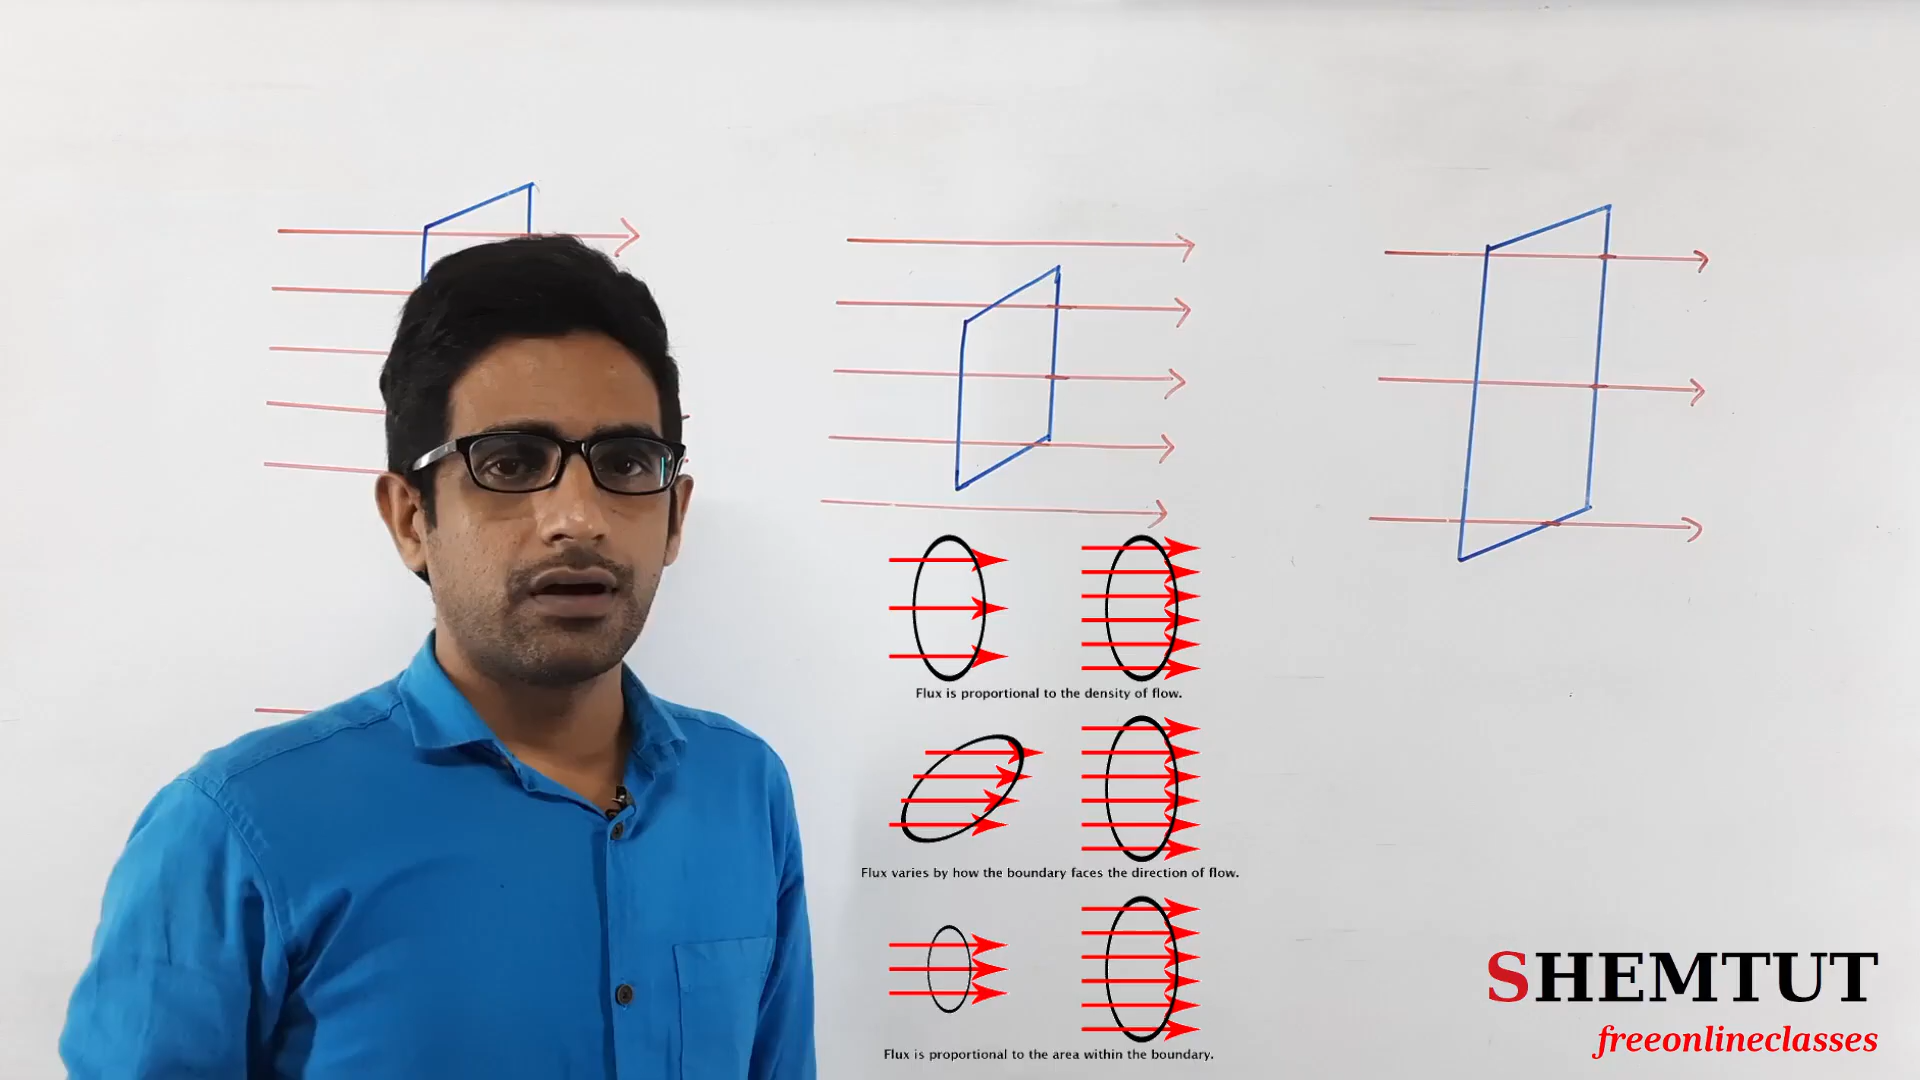 Flux is proportional to the density of flow.
Flux varies by how the boundary faces the direction of flow.
Flux is proportional to the area within the boundary.
SHEMTUT
freeonlineclasses